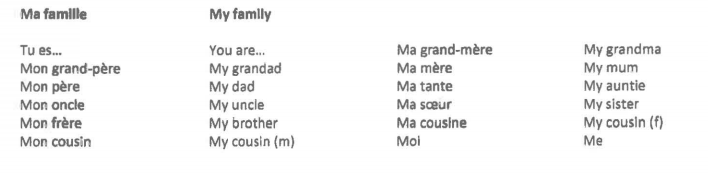 Ma famille My family
Tu es... You are... Ma grand-mère My grandma
Mon grand-père My grandad Ma mère My mum
Mon père My dad Ma tante My auntie
Mon oncle My uncle Ma sœur My sister
Mon frère My brother Ma cousine My cousin (f)
Mon cousin My cousin (m) Moi Me